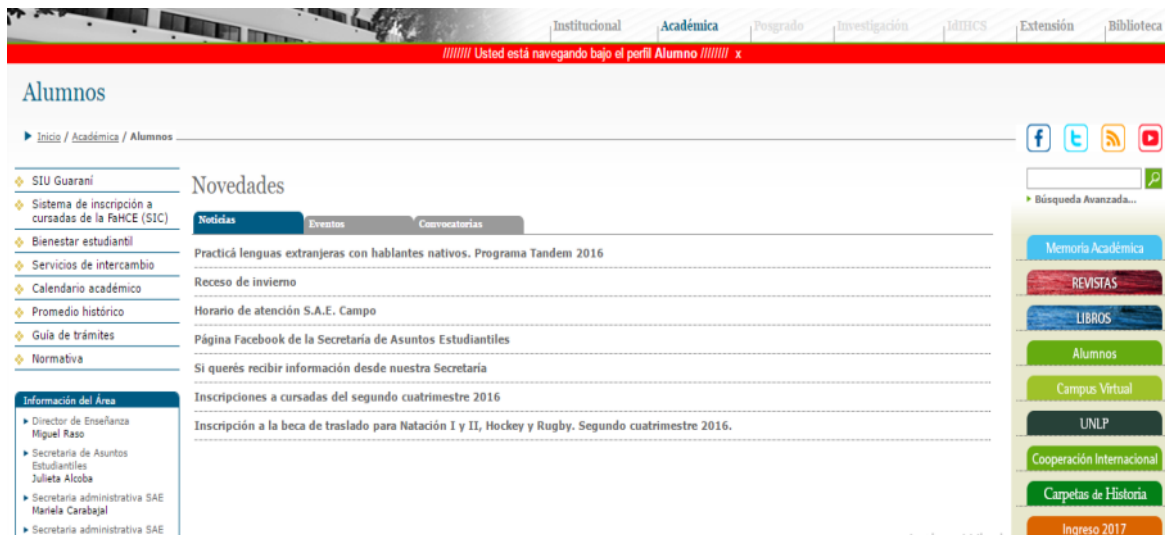 Institucional
Académica
Posgrado
Investigación
IdIHCS
Extensión
Biblioteca
//////// Usted está navegando bajo el perfil Alumno //////// x
Alumnos
Inicio / Académica / Alumnos
SIU Guaraní
Sistema de inscripción a
cursadas de la FaHCE (SIC)
Bienestar estudiantil
Servicios de intercambio
Calendario académico
Promedio histórico
Guía de trámites
Normativa
Información del Área
Director de Enseñanza
Miguel Raso
Secretaria de Asuntos
Estudiantiles
Julieta Alcoba
Secretaria administrativa SAE
Mariela Carabajal
Secretaria administrativa SAE
Novedades
Noticias
Eventos
Convocatorias
Practicá lenguas extranjeras con hablantes nativos. Programa Tandem 2016
Receso de invierno
Horario de atención S.A.E. Campo
Página Facebook de la Secretaría de Asuntos Estudiantiles
Si querés recibir información desde nuestra Secretaría
Inscripciones a cursadas del segundo cuatrimestre 2016
Inscripción a la beca de traslado para Natación I y II, Hockey y Rugby. Segundo cuatrimestre 2016.
Búsqueda Avanzada...
Memoria Académica
REVISTAS
LIBROS
Alumnos
Campus Virtual
UNLP
Cooperación Internacional
Carpetas de Historia
Ingreso 2017